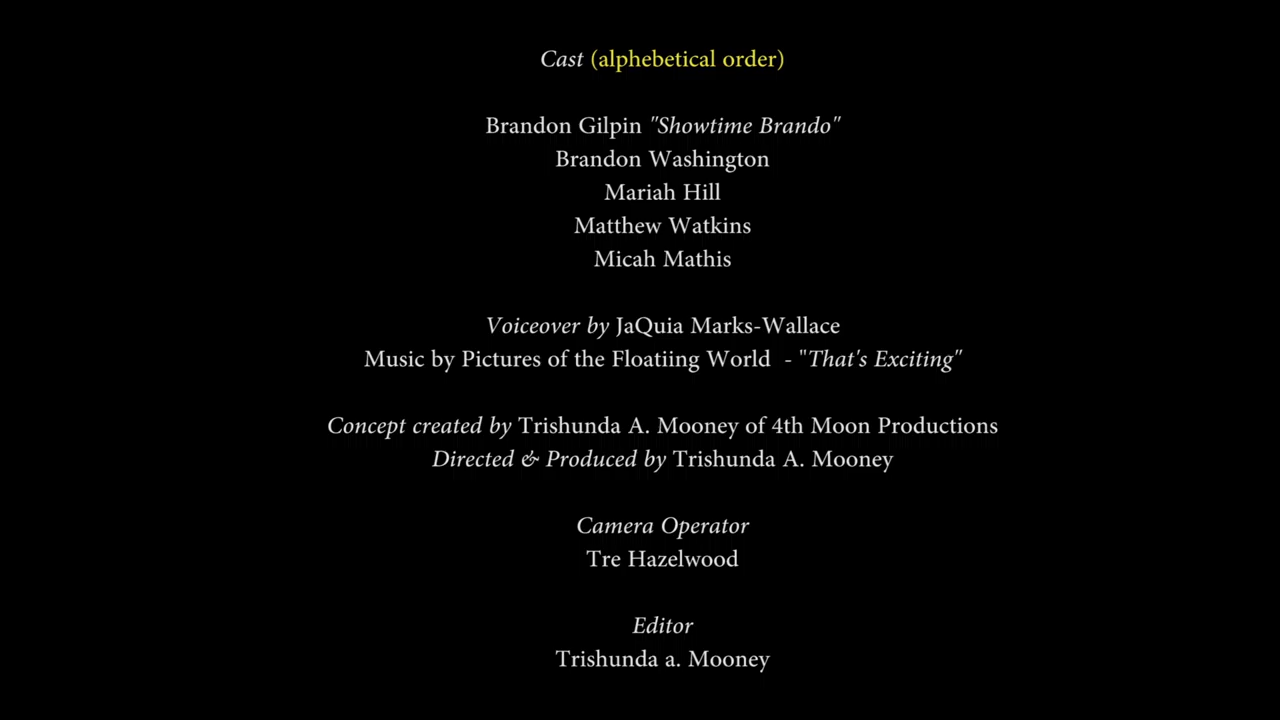 Cast (alphebetical order)
Brandon Gilpin "Showtime Brando"
Brandon Washington
Mariah Hill
Matthew Watkins
Micah Mathis
Voiceover by JaQuia Marks-Wallace
Music by Pictures of the Floatiing World - "That's Exciting"
Concept created by Trishunda A. Mooney of 4th Moon Productions
Directed & Produced by Trishunda A. Mooney
Camera Operator
Tre Hazelwood
Editor
Trishunda a. Mooney